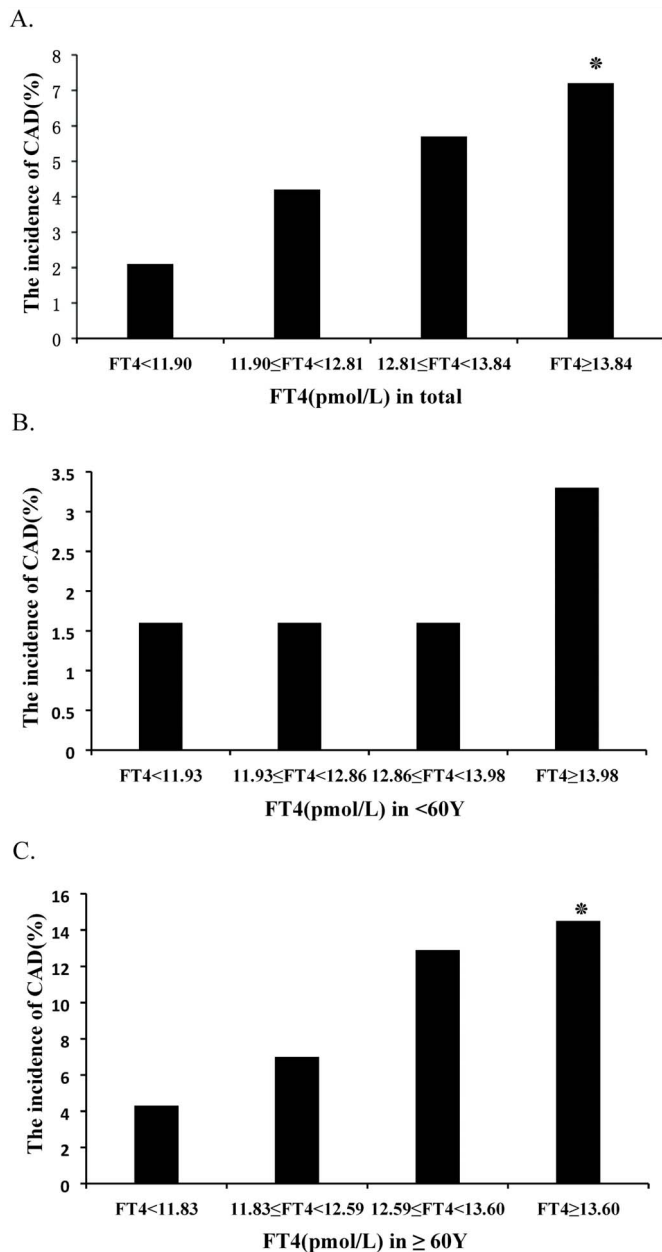 A.
The incidence of CAD(%)
8
7
6
5
4
3
2
1
0
*
FT4<11.90 11.90≤FT4<12.81 12.81≤FT4<13.84 FT4≥13.84
FT4(pmol/L) in total
B.
The incidence of CAD(%)
3.5
3
2.5
2
1.5
1
0.5
0
FT4<11.93 11.93≤FT4<12.86 12.86≤FT4<13.98 FT4≥13.98
FT4(pmol/L) in <60Y
C.
The incidence of CAD(%)
16
14
12
10
8
6
4
2
0
*
FT4<11.83 11.83≤FT4<12.59 12.59≤FT4<13.60 FT4≥13.60
FT4(pmol/L) in ≥ 60Y